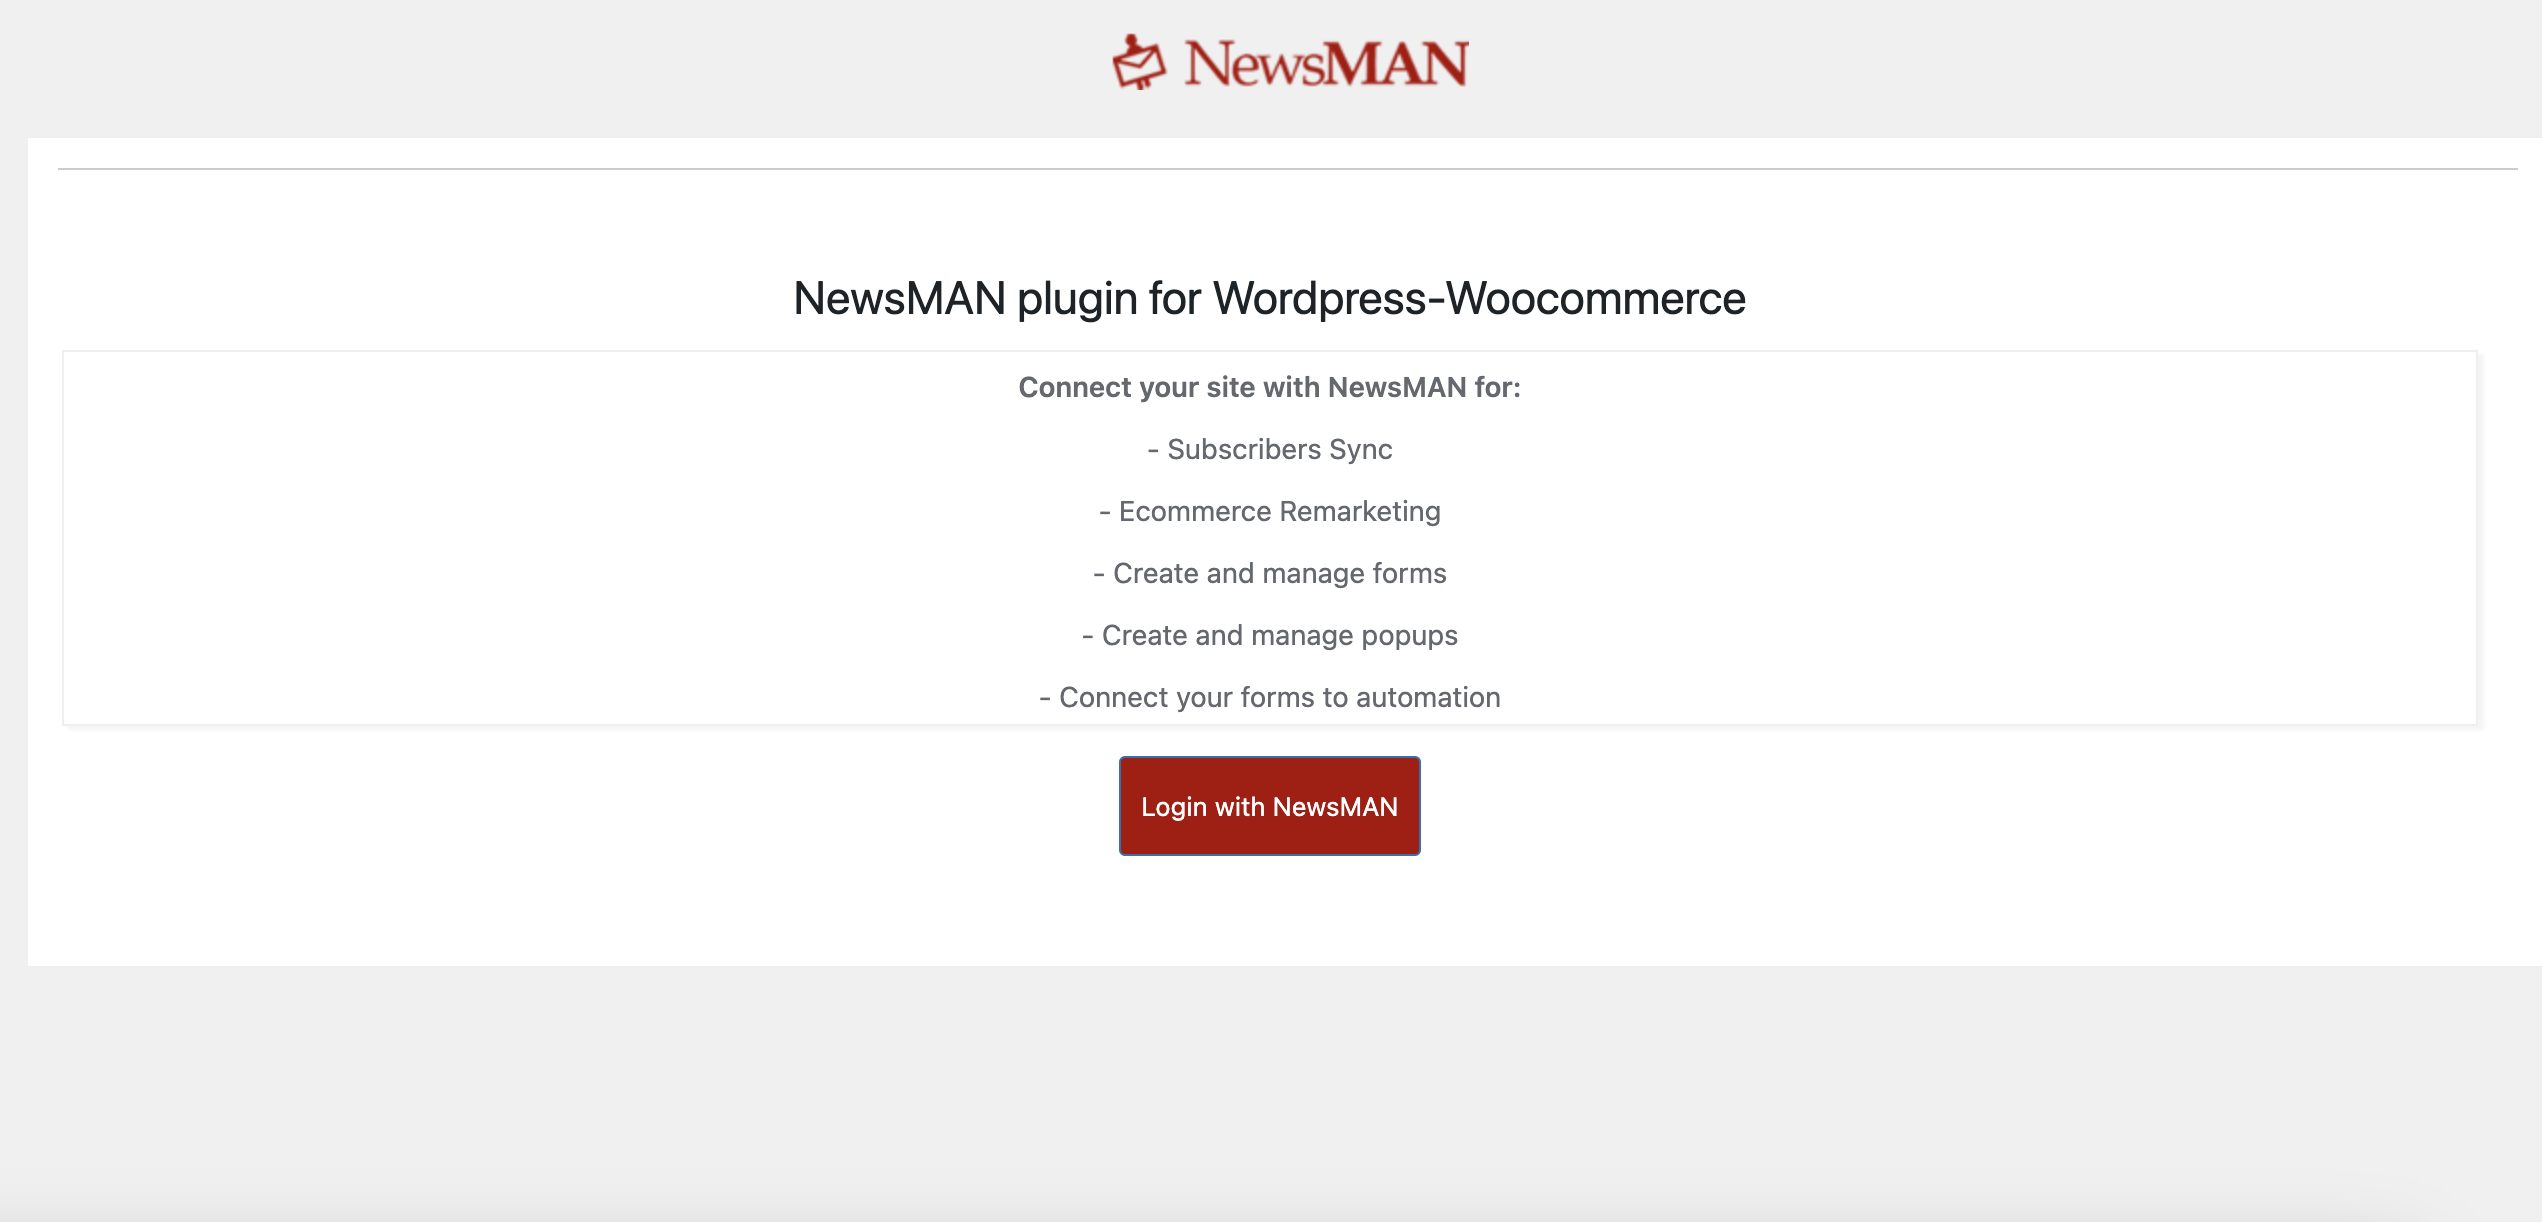 NewsMAN
NewsMAN plugin for Wordpress-Woocommerce
Connect your site with NewsMAN for:
- Subscribers Sync
- Ecommerce Remarketing
- Create and manage forms
- Create and manage popups
- Connect your forms to automation
Login with NewsMAN